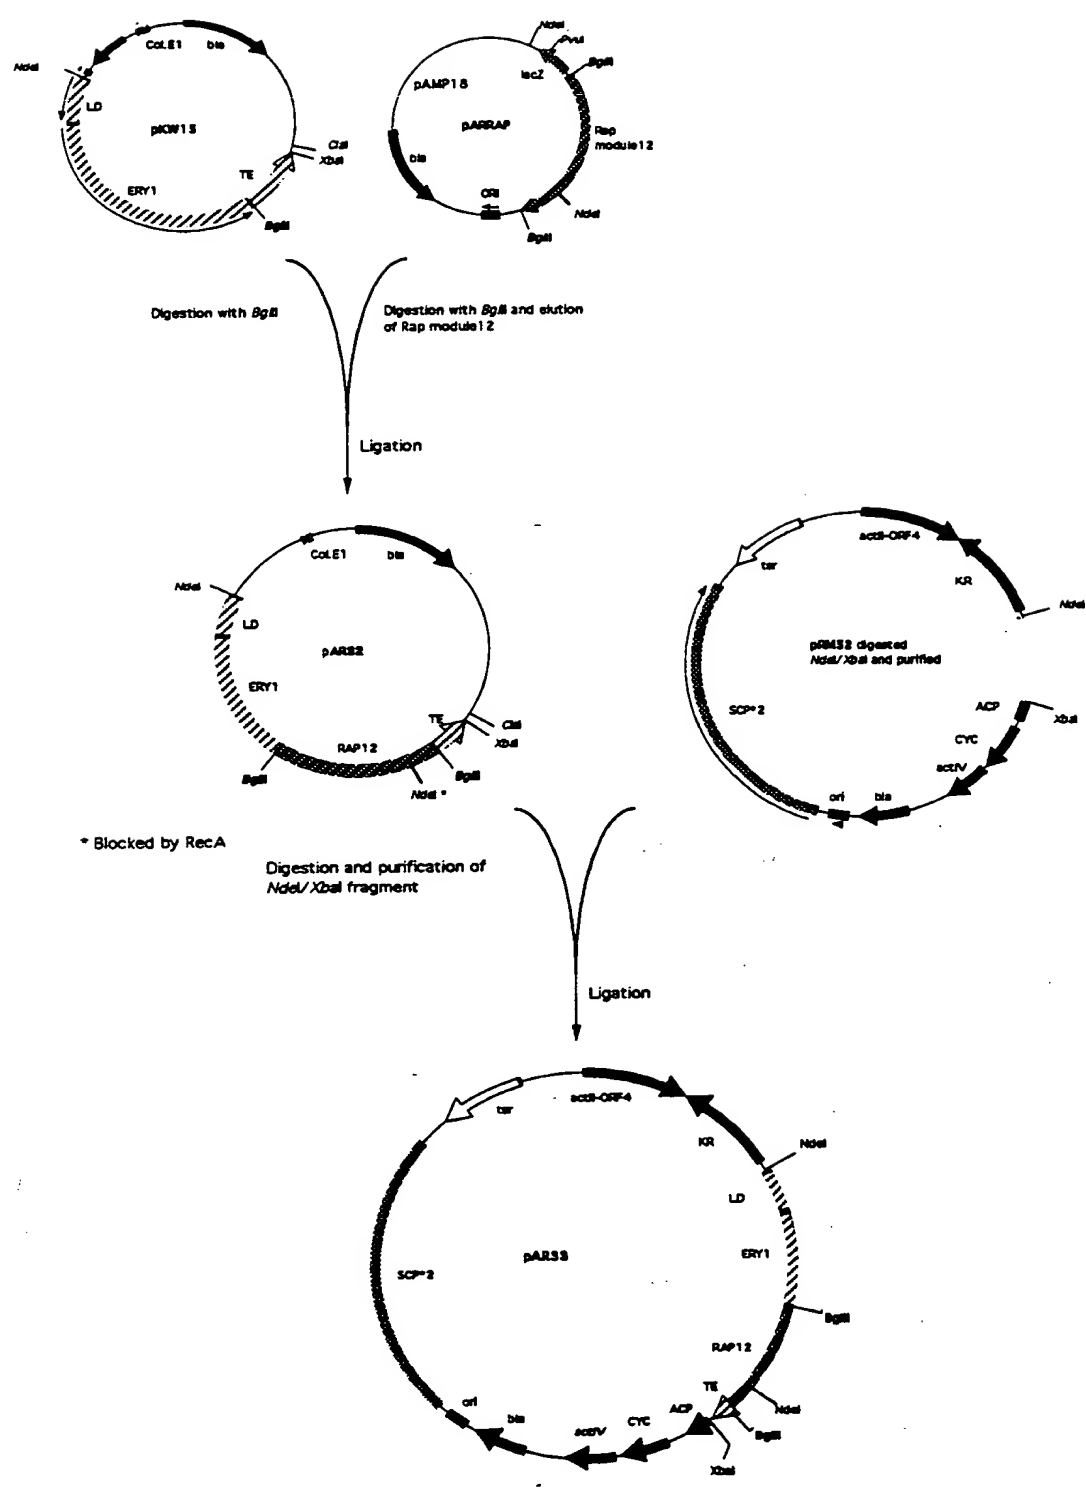 ColE1
bla
NdeI
LD
pKW15
ClaI
XbaI
TE
ERY1
BglII
NdeI
PvuI
BglII
lacZ
pAMP18
pARRAP
Rap
module12
bla
ORI
NdeI
BglII
Digestion with BglII
Digestion with BglII and elution
of Rap module12
Ligation
ColE1
bla
NdeI
LD
pAR32
ERY1
TE
ClaI
XbaI
RAP12
BglII
BglII
NdeI *
* Blocked by RecA
actII-ORF4
tsr
KR
NdeI
pRM52 digested
NdeI/XbaI and purified
SCP*2
ACP
XbaI
CYC
actIV
ori
bla
Digestion and purification of
NdeI/XbaI fragment
Ligation
actII-ORF4
tsr
KR
NdeI
LD
pAR33
ERY1
SCP*2
BglII
RAP12
TE
ori
bla
actIV
CYC
ACP
NdeI
BglII
XbaI